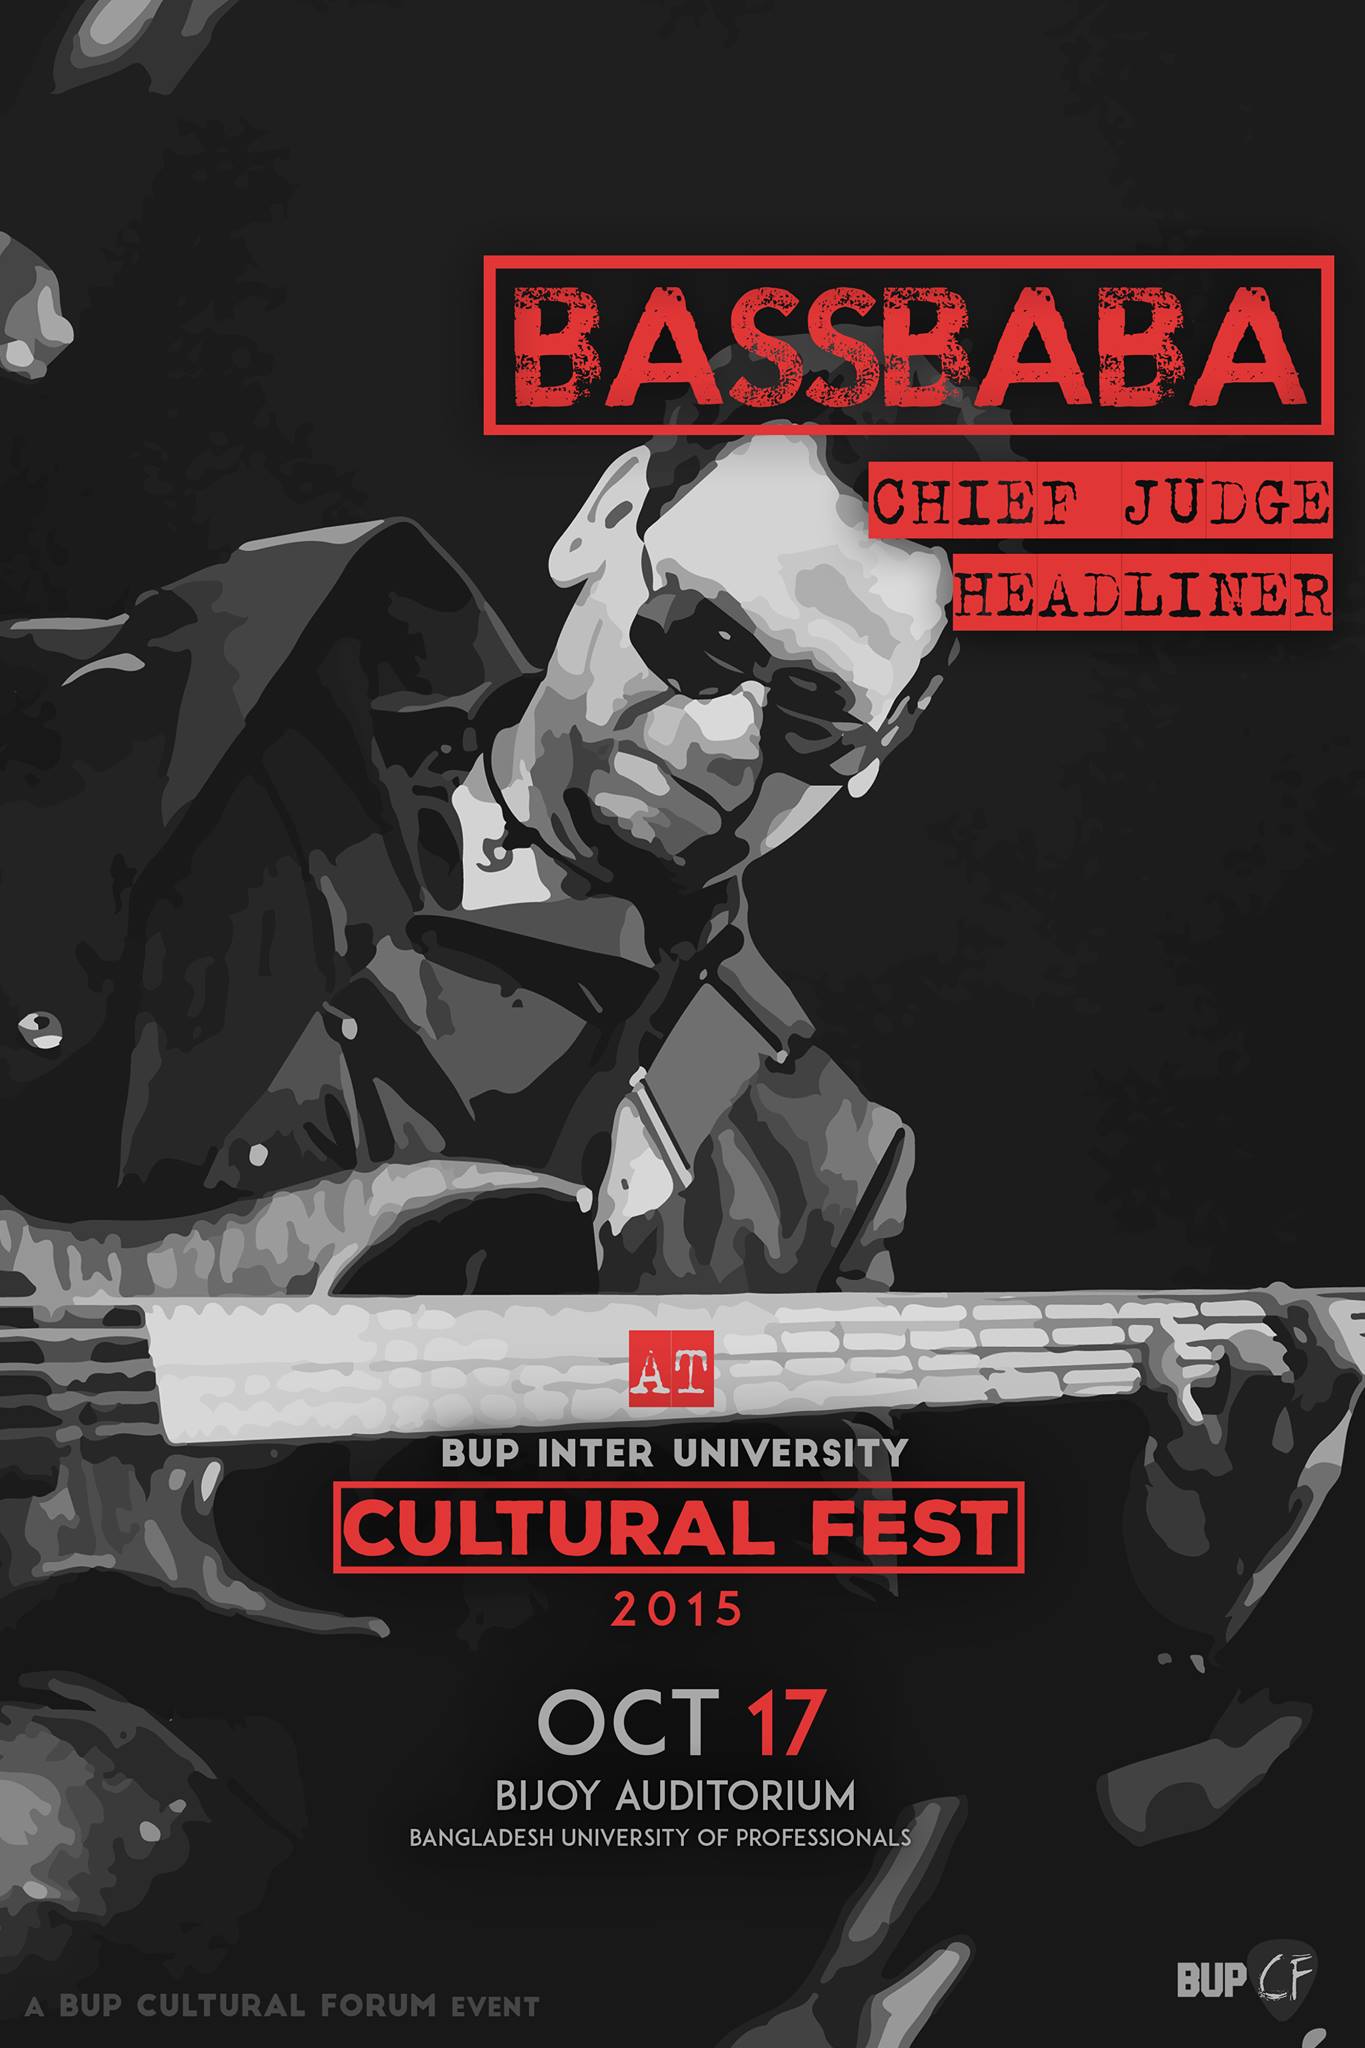 BASSBABA
CHIEF JUDGE
HEADLINER
AT
BUP INTER UNIVERSITY
CULTURAL FEST
2015
OCT 17
BIJOY AUDITORIUM
BANGLADESH UNIVERSITY OF PROFESSIONALS
A BUP CULTURAL FORUM EVENT
BUP CF